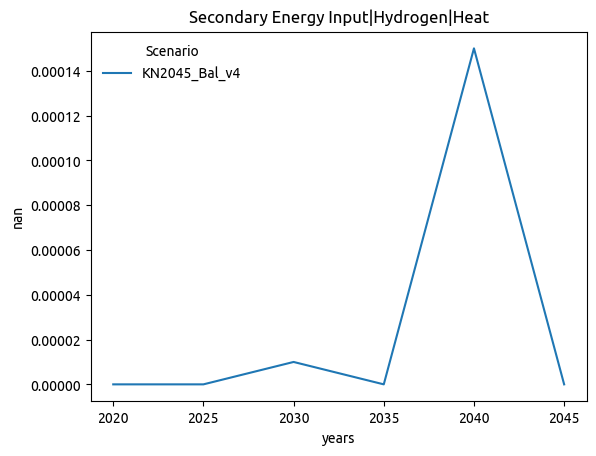 Secondary Energy Input|Hydrogen|Heat
Scenario
KN2045_Bal_v4
0.00014
0.00012
0.00010
0.00008
0.00006
0.00004
0.00002
0.00000
nan
2020 2025 2030 2035 2040 2045
years